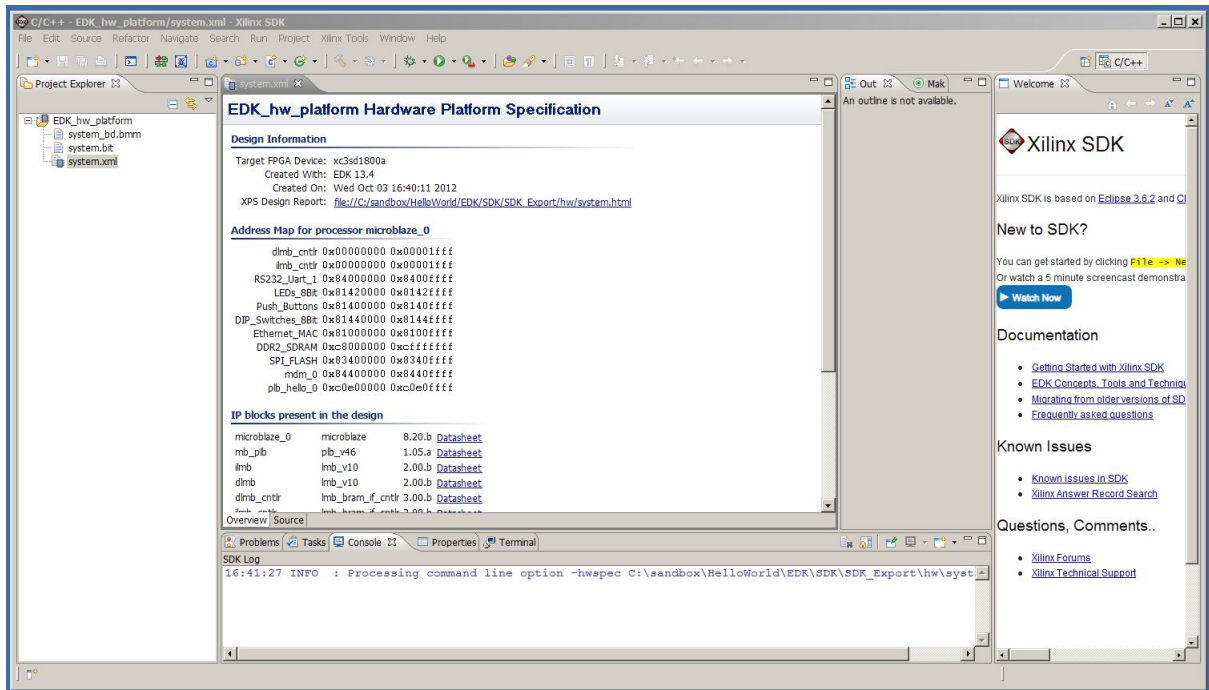 C/C++ - EDK_hw_platform/system.xml - Xilinx SDK
File Edit Source Refactor Navigate Search Run Project Xilinx Tools Window Help
C/C++
Project Explorer
EDK_hw_platform
system_bd.bmm
system.bit
system.xml
system.xml
EDK_hw_platform Hardware Platform Specification
Design Information
Target FPGA Device: xc3sd1800a
Created With: EDK 13.4
Created On: Wed Oct 03 16:40:11 2012
XPS Design Report: file://C:/sandbox/HelloWorld/EDK/SDK/SDK_Export/hw/system.html
Address Map for processor microblaze_0
dlmb_cntlr 0x00000000 0x00001fff
ilmb_cntlr 0x00000000 0x00001fff
RS232_Uart_1 0x84000000 0x8400ffff
LEDs_8Bit 0x81420000 0x8142ffff
Push_Buttons 0x81400000 0x8140ffff
DIP_Switches_8Bit 0x81440000 0x8144ffff
Ethernet_MAC 0x81000000 0x8100ffff
DDR2_SDRAM 0xc8000000 0xcfffffff
SPI_FLASH 0x83400000 0x8340ffff
mdm_0 0x84400000 0x8440ffff
plb_hello_0 0xc0e00000 0xc0e0ffff
IP blocks present in the design
microblaze_0 microblaze 8.20.b Datasheet
mb_plb plb_v46 1.05.a Datasheet
ilmb lmb_v10 2.00.b Datasheet
dlmb lmb_v10 2.00.b Datasheet
dlmb_cntlr lmb_bram_if_cntlr 3.00.b Datasheet
Overview Source
Out Mak
An outline is not available.
Welcome
Xilinx SDK
Xilinx SDK is based on Eclipse 3.6.2 and
New to SDK?
You can get started by clicking File -> Ne
Or watch a 5 minute screencast demonstra
Watch Now
Documentation
Getting Started with Xilinx SDK
EDK Concepts, Tools and Techniqu
Migrating from older versions of SD
Frequently asked questions
Known Issues
Known issues in SDK
Xilinx Answer Record Search
Questions, Comments..
Xilinx Forums
Xilinx Technical Support
Problems Tasks Console Properties Terminal
SDK Log
16:41:27 INFO : Processing command line option -hwspec C:\sandbox\HelloWorld\EDK\SDK\SDK_Export\hw\syst